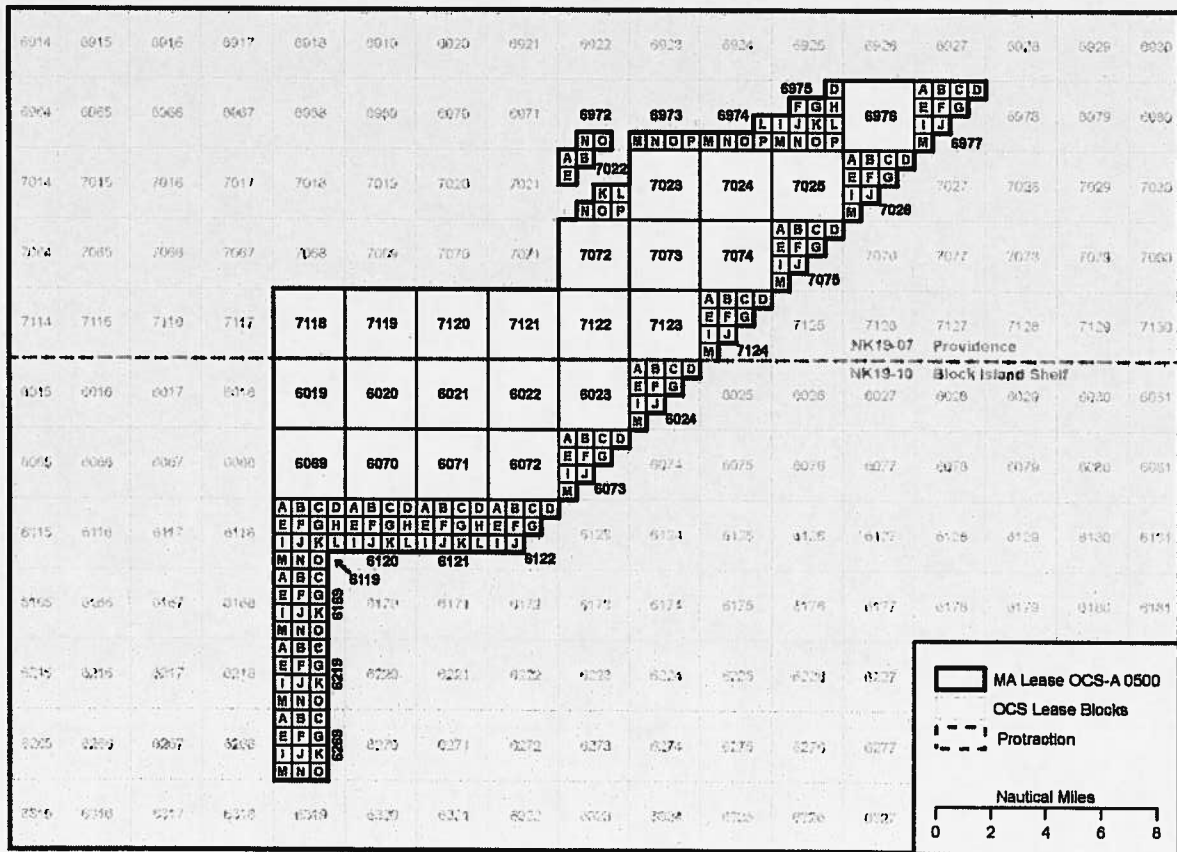 6914 6915 6916 6917 6918 6919 6920 6921 6922 6923 6924 6925 6926 6927 6928 6929 6930
6975 D A B C D
6964 6965 6966 6967 6968 6969 6970 6971 6972 6973 6974 F G H 6976 E F G 6978 6979 6980
L I J K L I J
N O M N O P M N O P M N O P M 6977
A B 7022 A B C D
7014 7015 7016 7017 7018 7019 7020 7021 E 7023 7024 7025 E F G 7027 7028 7029 7030
K L I J
N O P M 7026
A B C D
7064 7065 7066 7067 7068 7069 7070 7071 7072 7073 7074 E F G 7076 7077 7078 7079 7080
I J
M 7075
A B C D
7114 7115 7116 7117 7118 7119 7120 7121 7122 7123 E F G 7125 7126 7127 7128 7129 7130
I J
M 7124 NK19-07 Providence
A B C D NK19-10 Block Island Shelf
6015 6016 6017 6018 6019 6020 6021 6022 6023 E F G 6025 6026 6027 6028 6029 6030 6031
I J
M 6024
A B C D
6065 6066 6067 6068 6069 6070 6071 6072 E F G 6074 6075 6076 6077 6078 6079 6080 6081
I J
M 6073
A B C D A B C D A B C D A B C D
6115 6116 6117 6118 E F G H E F G H E F G H E F G 6123 6124 6125 6126 6127 6128 6129 6130 6131
I J K L I J K L I J K L I J
M N O 6120 6121 6122
A B C 6119
6165 6166 6167 6168 E F G 6169 6170 6171 6172 6173 6174 6175 6176 6177 6178 6179 6180 6181
I J K
M N O
A B C
6215 6216 6217 6218 E F G 6219 6220 6221 6222 6223 6224 6225 6226 6227
I J K
M N O
A B C
6265 6266 6267 6268 E F G 6269 6270 6271 6272 6273 6274 6275 6276 6277
I J K
M N O
6316 6317 6318 6319 6320 6321 6327
MA Lease OCS-A 0500
OCS Lease Blocks
Protraction
Nautical Miles
0 2 4 6 8